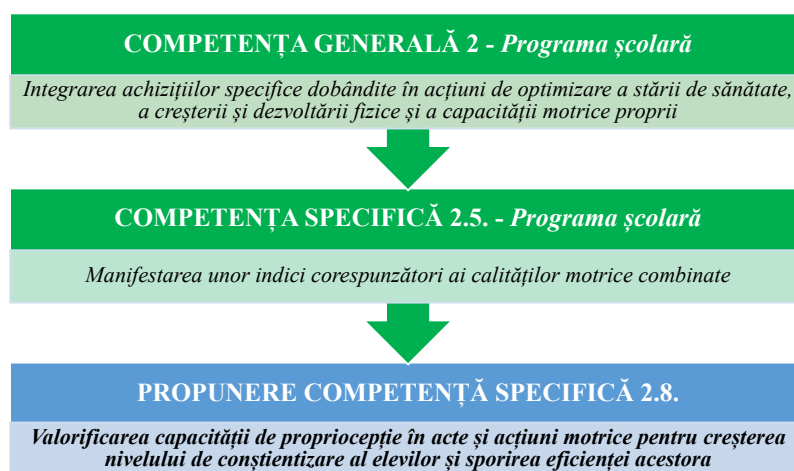 COMPETENȚA GENERALĂ 2 - Programa școlară
Integrarea achizițiilor specifice dobândite în acțiuni de optimizare a stării de sănătate,
a creșterii și dezvoltării fizice și a capacității motrice proprii
COMPETENȚA SPECIFICĂ 2.5. - Programa școlară
Manifestarea unor indici corespunzători ai calităților motrice combinate
PROPUNERE COMPETENȚĂ SPECIFICĂ 2.8.
Valorificarea capacității de propriocepție în acte și acțiuni motrice pentru creșterea
nivelului de conștientizare al elevilor și sporirea eficienței acestora